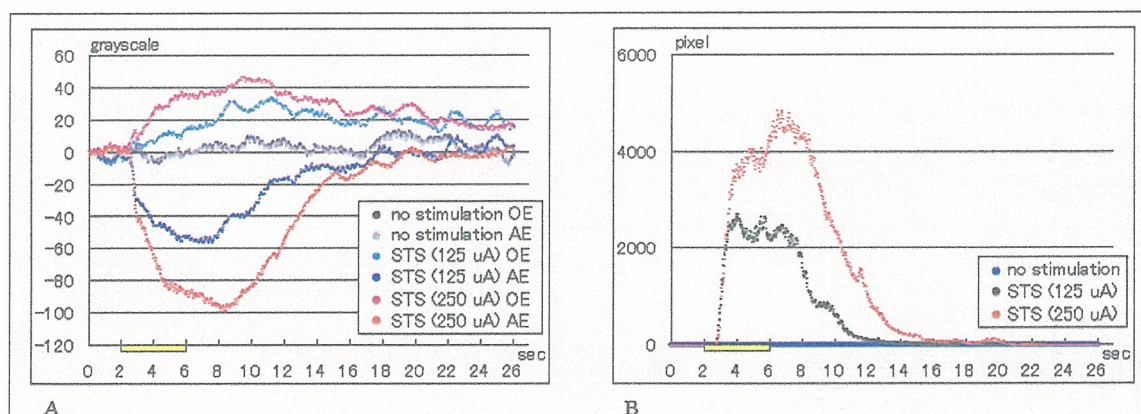 grayscale
60
40
20
0
-20
-40
-60
-80
-100
-120
no stimulation OE
no stimulation AE
STS (125 uA) OE
STS (125 uA) AE
STS (250 uA) OE
STS (250 uA) AE
sec
0 2 4 6 8 10 12 14 16 18 20 22 24 26
A
pixel
6000
4000
2000
0
no stimulation
STS (125 uA)
STS (250 uA)
sec
0 2 4 6 8 10 12 14 16 18 20 22 24 26
B